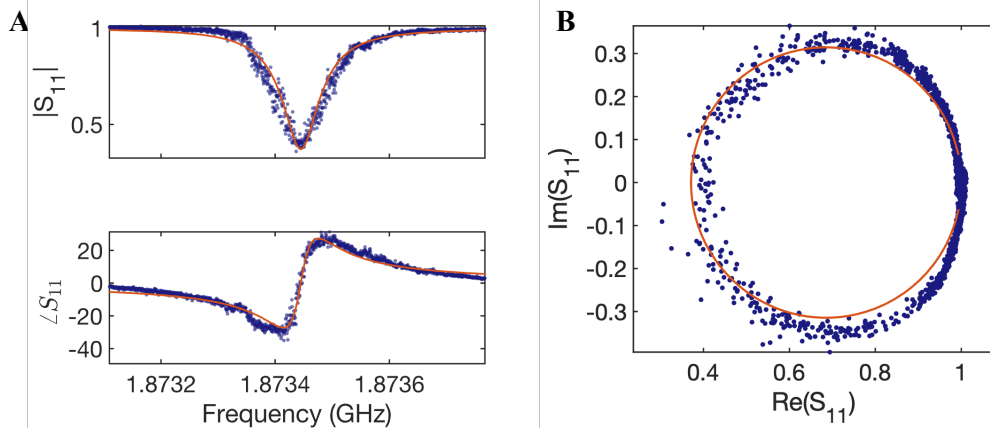 A
1
0.5
|S11|
20
0
-20
-40
∠S11
1.8732
1.8734
1.8736
Frequency (GHz)
B
0.3
0.2
0.1
0
-0.1
-0.2
-0.3
Im(S11)
0.4
0.6
0.8
1
Re(S11)